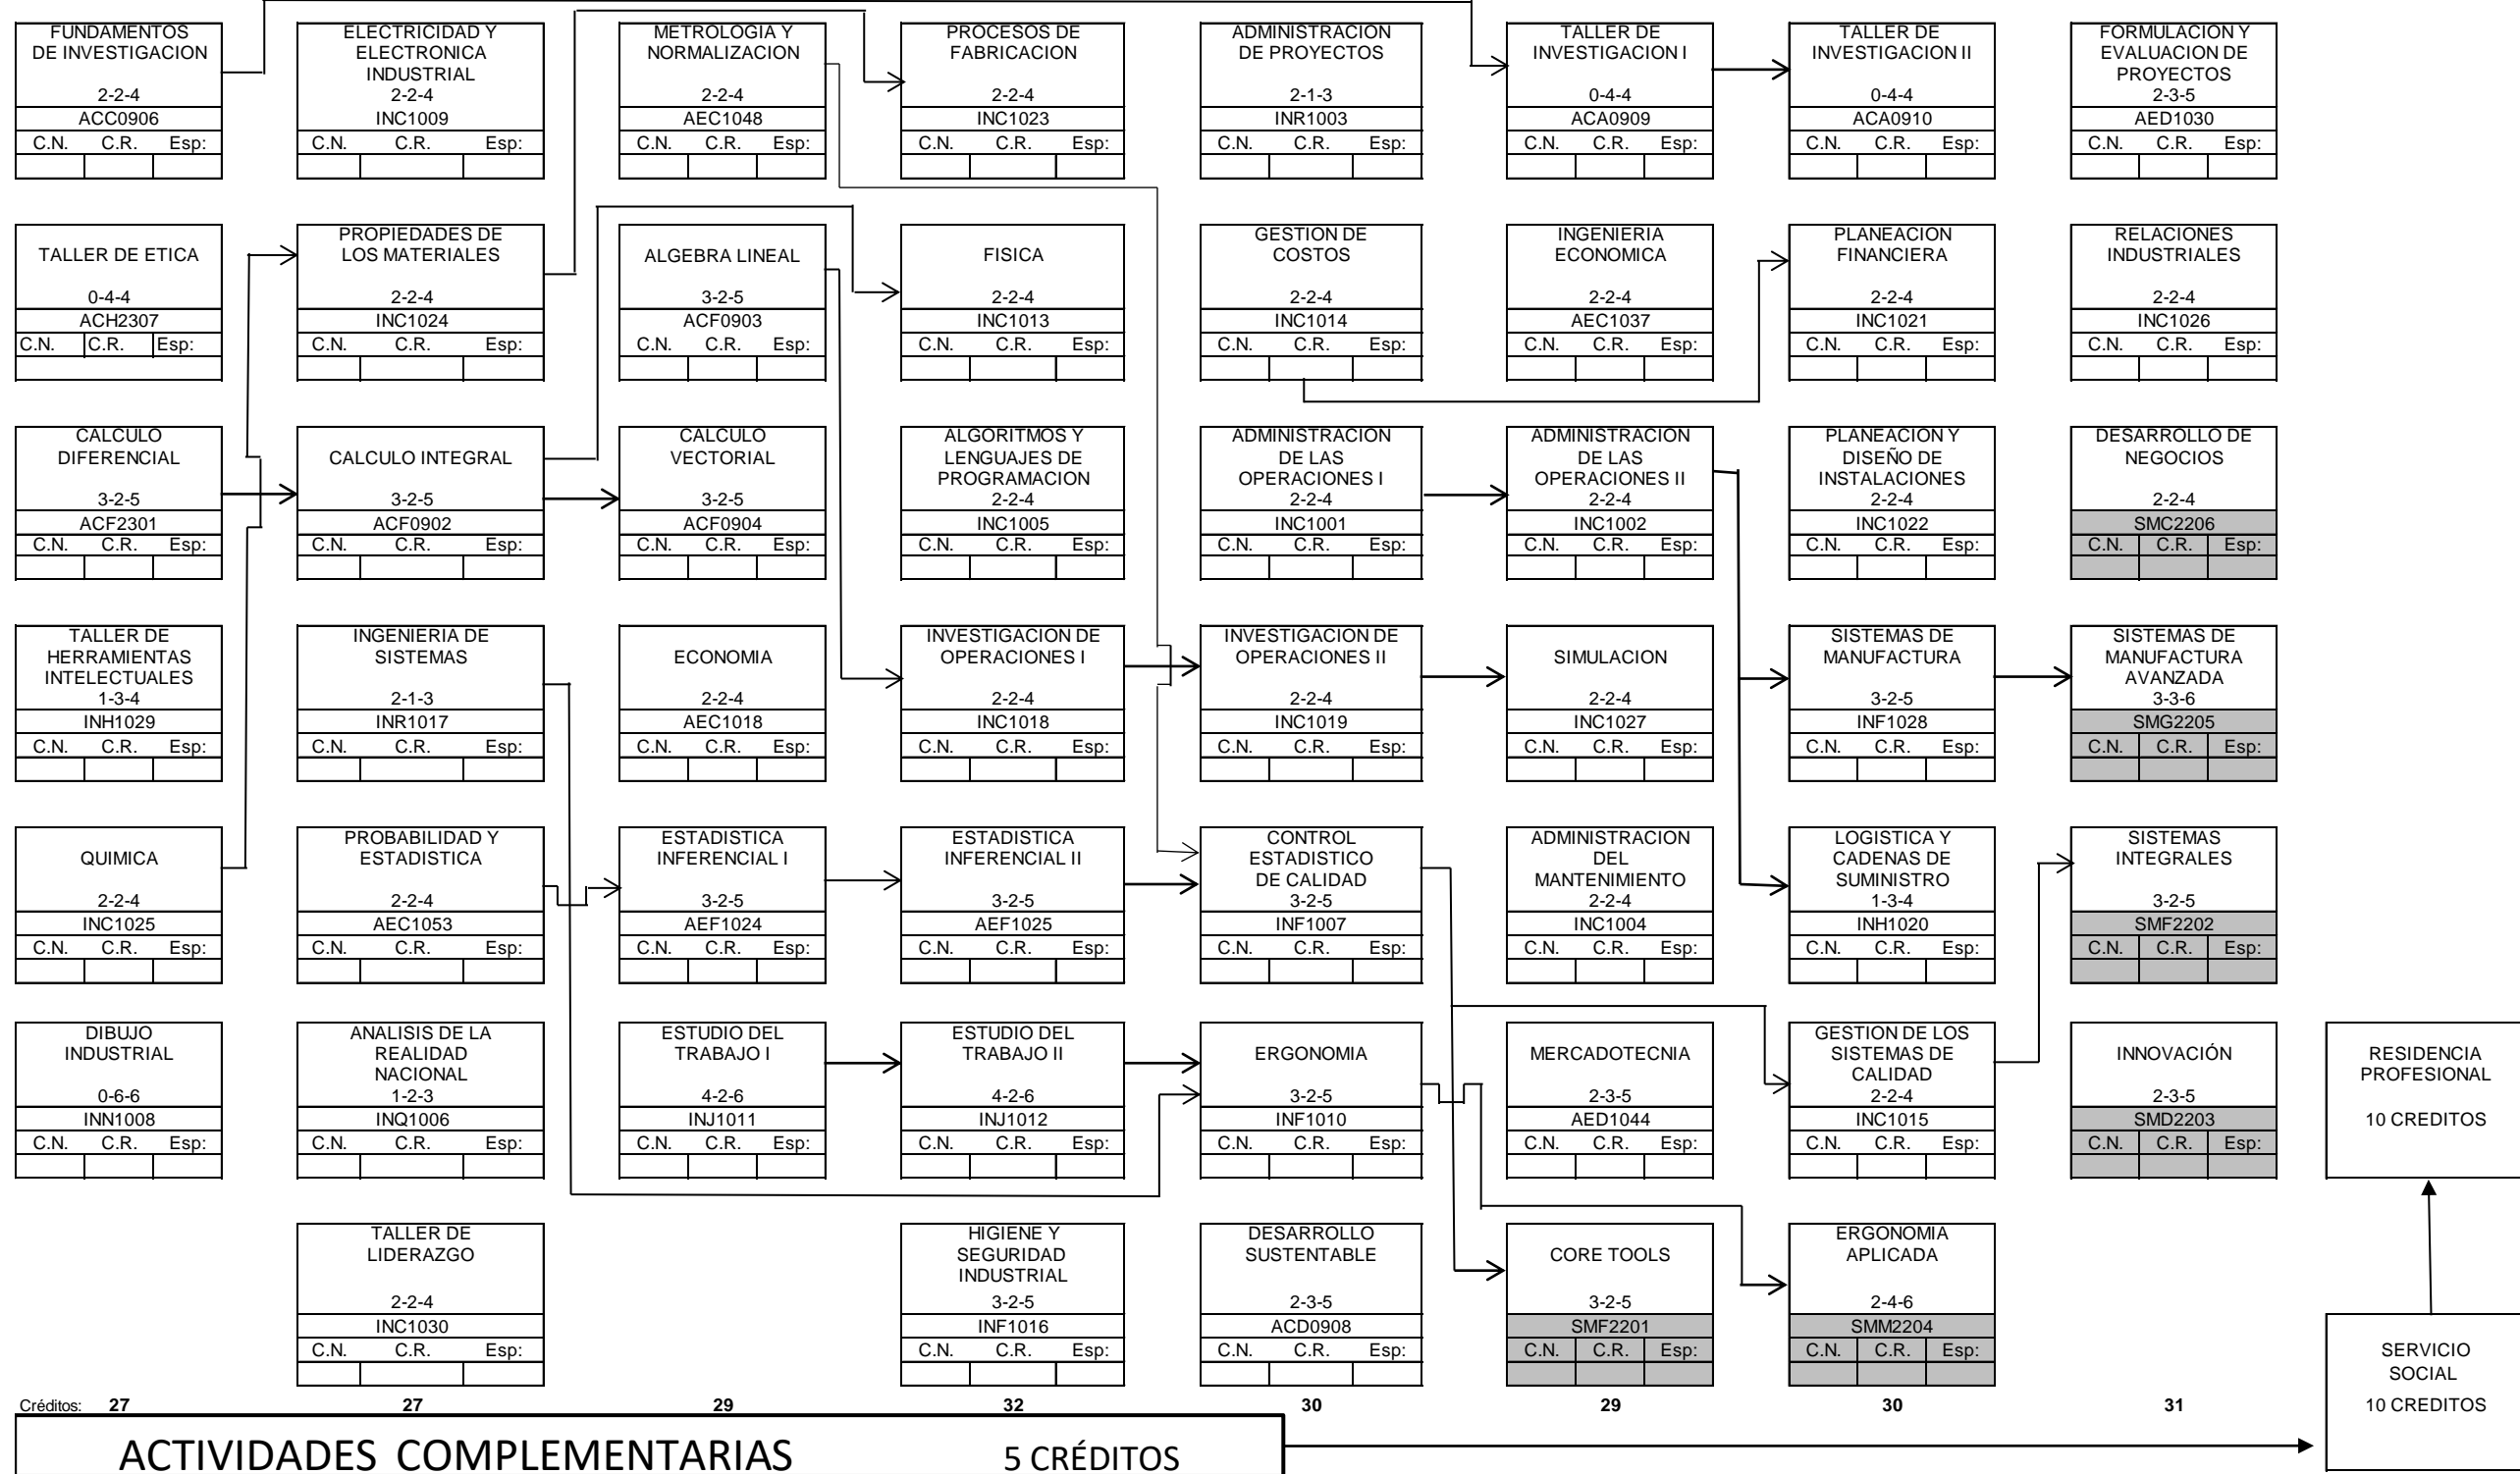 FUNDAMENTOS
DE INVESTIGACION
2-2-4
ACC0906
C.N. C.R. Esp:
ELECTRICIDAD Y
ELECTRONICA
INDUSTRIAL
2-2-4
INC1009
C.N. C.R. Esp:
METROLOGIA Y
NORMALIZACION
2-2-4
AEC1048
C.N. C.R. Esp:
PROCESOS DE
FABRICACION
2-2-4
INC1023
C.N. C.R. Esp:
ADMINISTRACION
DE PROYECTOS
2-1-3
INR1003
C.N. C.R. Esp:
TALLER DE
INVESTIGACION I
0-4-4
ACA0909
C.N. C.R. Esp:
TALLER DE
INVESTIGACION II
0-4-4
ACA0910
C.N. C.R. Esp:
FORMULACION Y
EVALUACION DE
PROYECTOS
2-3-5
AED1030
C.N. C.R. Esp:
TALLER DE ETICA
0-4-4
ACH2307
C.N. C.R. Esp:
PROPIEDADES DE
LOS MATERIALES
2-2-4
INC1024
C.N. C.R. Esp:
ALGEBRA LINEAL
3-2-5
ACF0903
C.N. C.R. Esp:
FISICA
2-2-4
INC1013
C.N. C.R. Esp:
GESTION DE
COSTOS
2-2-4
INC1014
C.N. C.R. Esp:
INGENIERIA
ECONOMICA
2-2-4
AEC1037
C.N. C.R. Esp:
PLANEACION
FINANCIERA
2-2-4
INC1021
C.N. C.R. Esp:
RELACIONES
INDUSTRIALES
2-2-4
INC1026
C.N. C.R. Esp:
CALCULO
DIFERENCIAL
3-2-5
ACF2301
C.N. C.R. Esp:
CALCULO INTEGRAL
3-2-5
ACF0902
C.N. C.R. Esp:
CALCULO
VECTORIAL
3-2-5
ACF0904
C.N. C.R. Esp:
ALGORITMOS Y
LENGUAJES DE
PROGRAMACION
2-2-4
INC1005
C.N. C.R. Esp:
ADMINISTRACION
DE LAS
OPERACIONES I
2-2-4
INC1001
C.N. C.R. Esp:
ADMINISTRACION
DE LAS
OPERACIONES II
2-2-4
INC1002
C.N. C.R. Esp:
PLANEACION Y
DISEÑO DE
INSTALACIONES
2-2-4
INC1022
C.N. C.R. Esp:
DESARROLLO DE
NEGOCIOS
2-2-4
SMC2206
C.N. C.R. Esp:
TALLER DE
HERRAMIENTAS
INTELECTUALES
1-3-4
INH1029
C.N. C.R. Esp:
INGENIERIA DE
SISTEMAS
2-1-3
INR1017
C.N. C.R. Esp:
ECONOMIA
2-2-4
AEC1018
C.N. C.R. Esp:
INVESTIGACION DE
OPERACIONES I
2-2-4
INC1018
C.N. C.R. Esp:
INVESTIGACION DE
OPERACIONES II
2-2-4
INC1019
C.N. C.R. Esp:
SIMULACION
2-2-4
INC1027
C.N. C.R. Esp:
SISTEMAS DE
MANUFACTURA
3-2-5
INF1028
C.N. C.R. Esp:
SISTEMAS DE
MANUFACTURA
AVANZADA
3-3-6
SMG2205
C.N. C.R. Esp:
QUIMICA
2-2-4
INC1025
C.N. C.R. Esp:
PROBABILIDAD Y
ESTADISTICA
2-2-4
AEC1053
C.N. C.R. Esp:
ESTADISTICA
INFERENCIAL I
3-2-5
AEF1024
C.N. C.R. Esp:
ESTADISTICA
INFERENCIAL II
3-2-5
AEF1025
C.N. C.R. Esp:
CONTROL
ESTADISTICO
DE CALIDAD
3-2-5
INF1007
C.N. C.R. Esp:
ADMINISTRACION
DEL
MANTENIMIENTO
2-2-4
INC1004
C.N. C.R. Esp:
LOGISTICA Y
CADENAS DE
SUMINISTRO
1-3-4
INH1020
C.N. C.R. Esp:
SISTEMAS
INTEGRALES
3-2-5
SMF2202
C.N. C.R. Esp:
DIBUJO
INDUSTRIAL
0-6-6
INN1008
C.N. C.R. Esp:
ANALISIS DE LA
REALIDAD
NACIONAL
1-2-3
INQ1006
C.N. C.R. Esp:
ESTUDIO DEL
TRABAJO I
4-2-6
INJ1011
C.N. C.R. Esp:
ESTUDIO DEL
TRABAJO II
4-2-6
INJ1012
C.N. C.R. Esp:
ERGONOMIA
3-2-5
INF1010
C.N. C.R. Esp:
MERCADOTECNIA
2-3-5
AED1044
C.N. C.R. Esp:
GESTION DE LOS
SISTEMAS DE
CALIDAD
2-2-4
INC1015
C.N. C.R. Esp:
INNOVACIÓN
2-3-5
SMD2203
C.N. C.R. Esp:
RESIDENCIA
PROFESIONAL
10 CREDITOS
TALLER DE
LIDERAZGO
2-2-4
INC1030
C.N. C.R. Esp:
HIGIENE Y
SEGURIDAD
INDUSTRIAL
3-2-5
INF1016
C.N. C.R. Esp:
DESARROLLO
SUSTENTABLE
2-3-5
ACD0908
C.N. C.R. Esp:
CORE TOOLS
3-2-5
SMF2201
C.N. C.R. Esp:
ERGONOMIA
APLICADA
2-4-6
SMM2204
C.N. C.R. Esp:
SERVICIO
SOCIAL
10 CREDITOS
Créditos: 27 27 29 32 30 29 30 31
ACTIVIDADES COMPLEMENTARIAS 5 CRÉDITOS